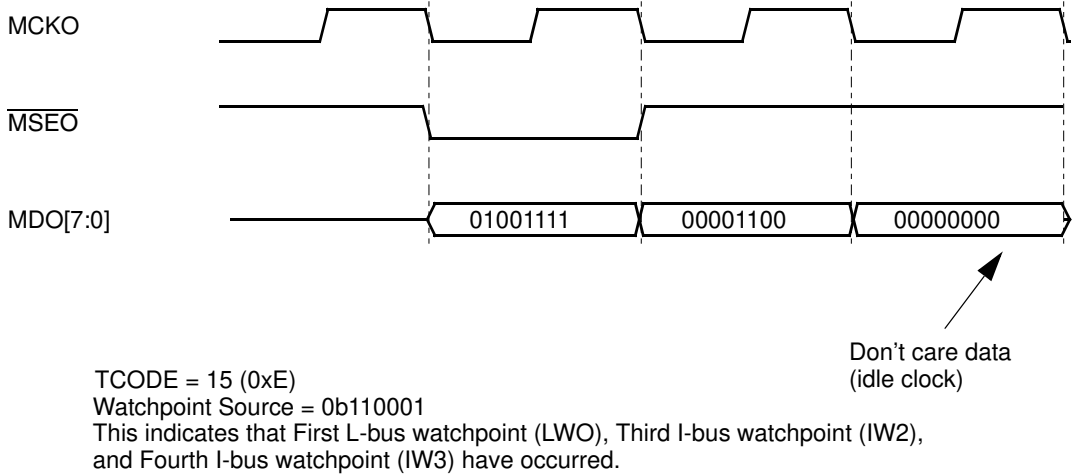 MCKO
MSEO
MDO[7:0]
01001111
00001100
00000000
Don't care data
(idle clock)
TCODE = 15 (0xE)
Watchpoint Source = 0b110001
This indicates that First L-bus watchpoint (LWO), Third I-bus watchpoint (IW2),
and Fourth I-bus watchpoint (IW3) have occurred.